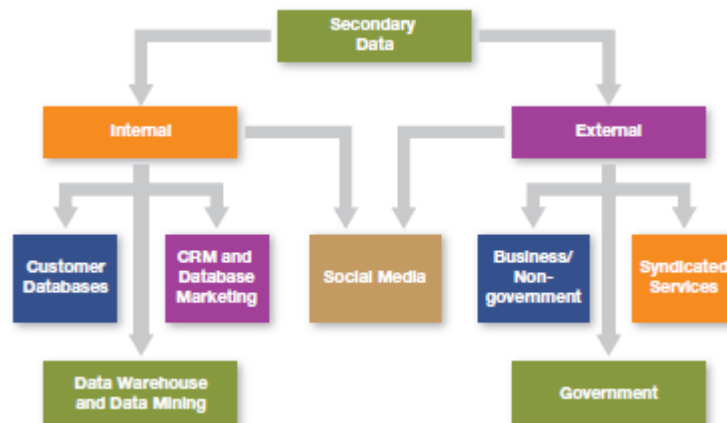 Secondary
Data
Internal
External
Customer
Databases
CRM and
Database
Marketing
Social Media
Business/
Non-
government
Syndicated
Services
Data Warehouse
and Data Mining
Government